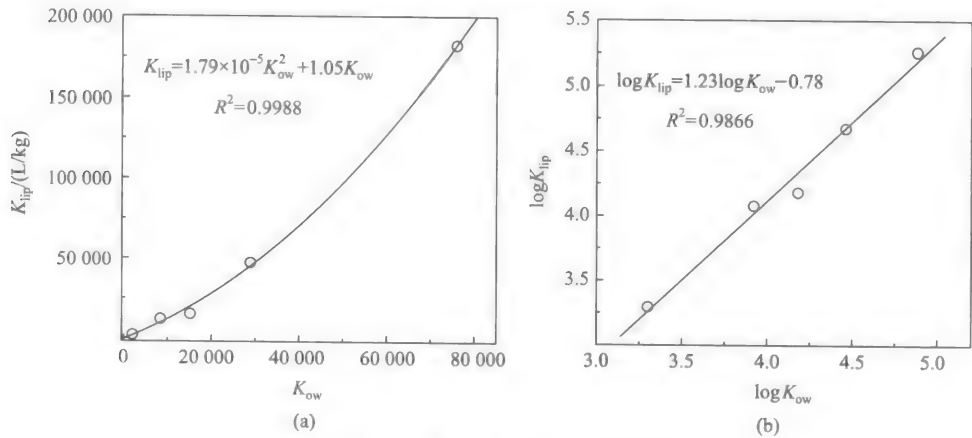 200 000
150 000
100 000
50 000
0
20 000
40 000
60 000
80 000
K_lip/(L/kg)
K_ow
K_lip=1.79×10^-5K_ow^2+1.05K_ow
R^2=0.9988
(a)
5.5
5.0
4.5
4.0
3.5
3.0
3.5
4.0
4.5
5.0
logK_lip
logK_ow
logK_lip=1.23logK_ow−0.78
R^2=0.9866
(b)